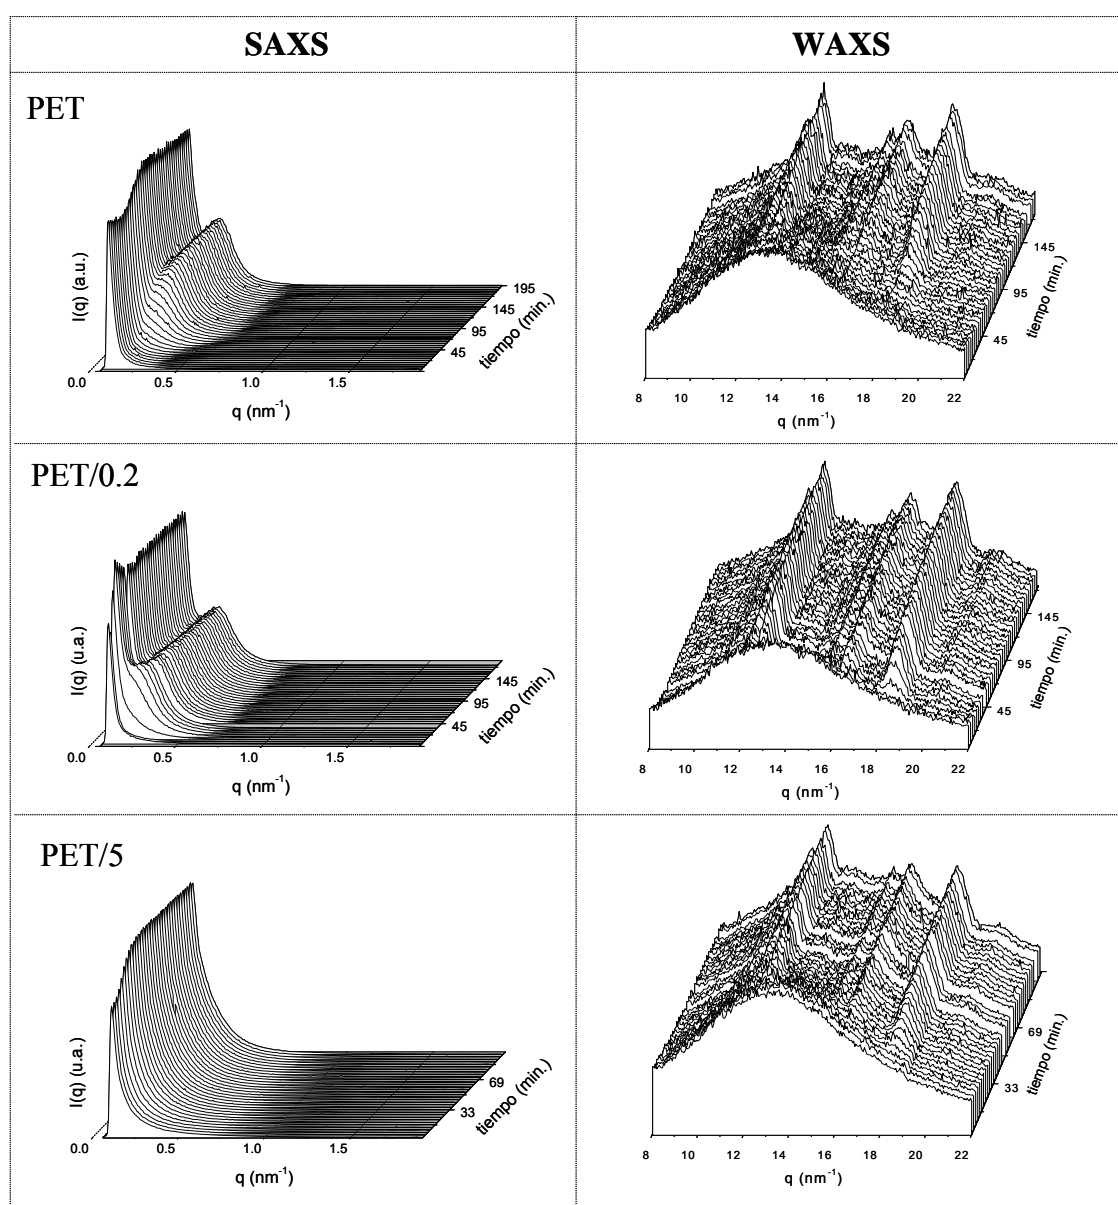 SAXS
WAXS
PET
I(q) (a.u.)
0.0 0.5 1.0 1.5
q (nm⁻¹)
45 95 145 195
tiempo (min.)
8 10 12 14 16 18 20 22
q (nm⁻¹)
45 95 145
tiempo (min.)
PET/0.2
I(q) (u.a.)
0.0 0.5 1.0 1.5
q (nm⁻¹)
45 95 145
tiempo (min.)
8 10 12 14 16 18 20 22
q (nm⁻¹)
45 95 145
tiempo (min.)
PET/5
I(q) (u.a.)
0.0 0.5 1.0 1.5
q (nm⁻¹)
33 69
tiempo (min.)
8 10 12 14 16 18 20 22
q (nm⁻¹)
33 69
tiempo (min.)